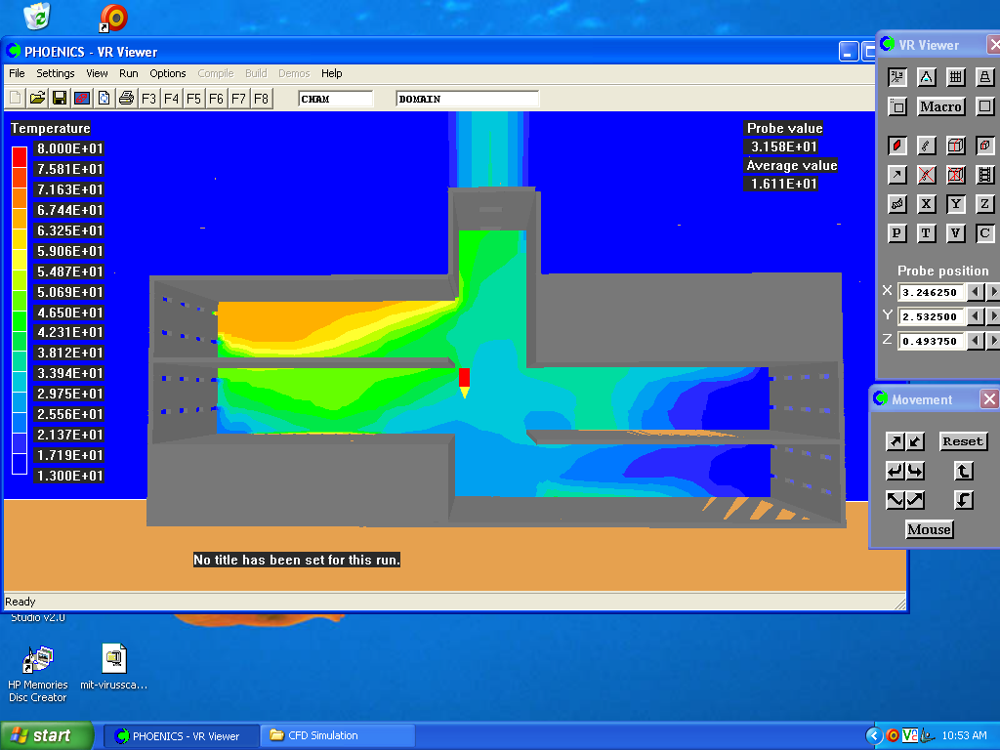 PHOENICS - VR Viewer
File Settings View Run Options Compile Build Demos Help
F3 F4 F5 F6 F7 F8 CHAM DOMAIN
Temperature
8.000E+01
7.581E+01
7.163E+01
6.744E+01
6.325E+01
5.906E+01
5.487E+01
5.069E+01
4.650E+01
4.231E+01
3.812E+01
3.394E+01
2.975E+01
2.556E+01
2.137E+01
1.719E+01
1.300E+01
Probe value
3.158E+01
Average value
1.611E+01
No title has been set for this run.
Ready
VR Viewer
Macro
X Y Z
P T V C
Probe position
X 3.246250
Y 2.532500
Z 0.493750
Movement
Reset
Mouse
Studio v2.0
HP Memories
Disc Creator
mit-virussca...
start
PHOENICS - VR Viewer
CFD Simulation
10:53 AM